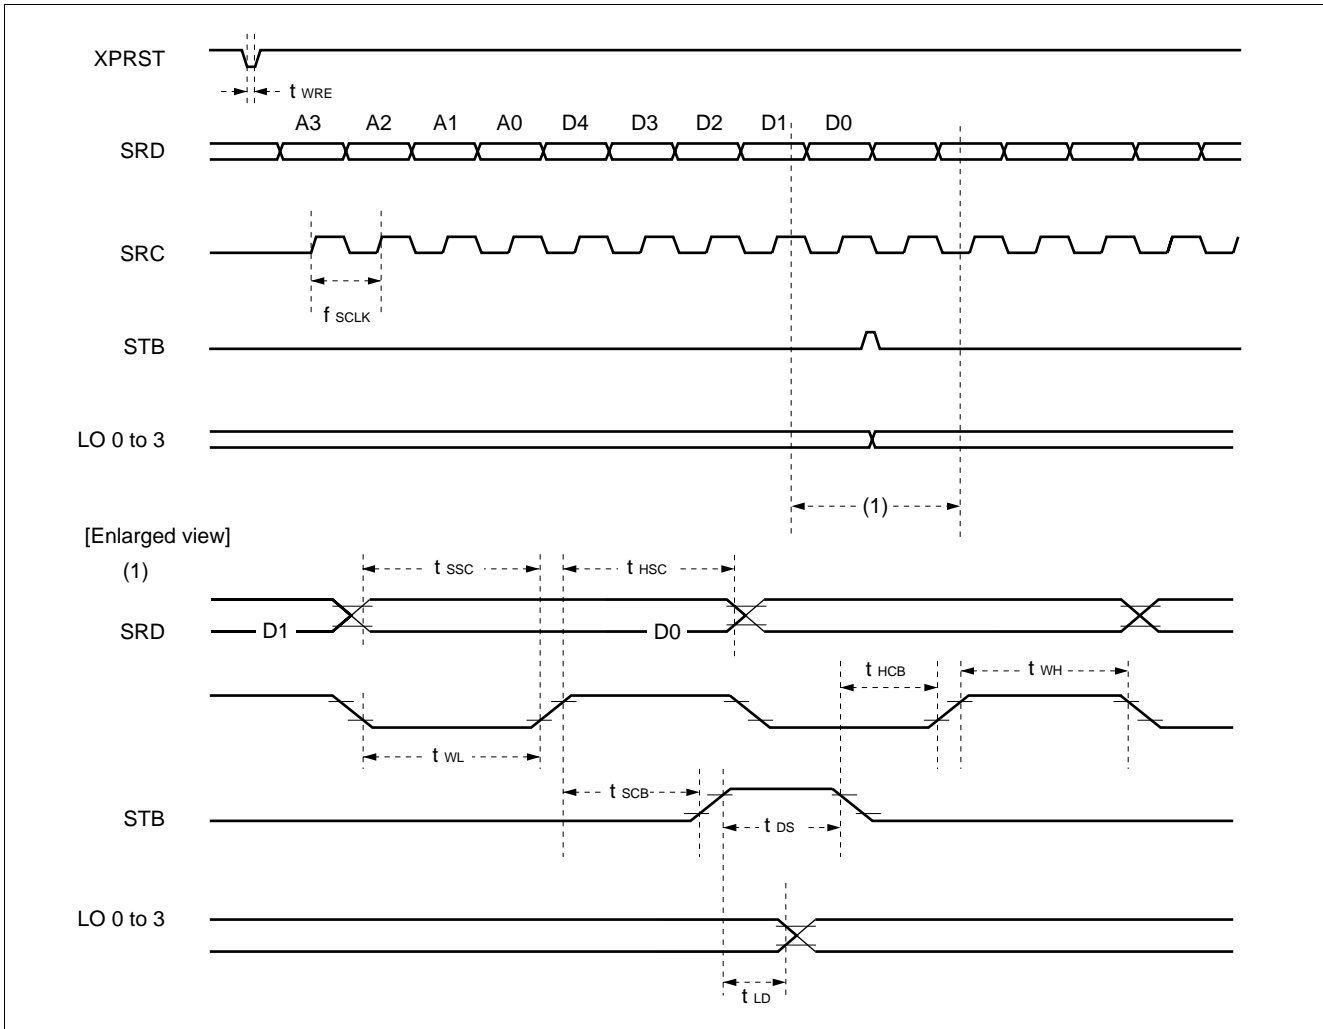 XPRST
t WRE
A3 A2 A1 A0 D4 D3 D2 D1 D0
SRD
SRC
f SCLK
STB
LO 0 to 3
(1)
[Enlarged view]
(1)
t SSC t HSC
SRD D1 D0
t HCB t WH
t WL
t SCB
STB
t DS
LO 0 to 3
t LD